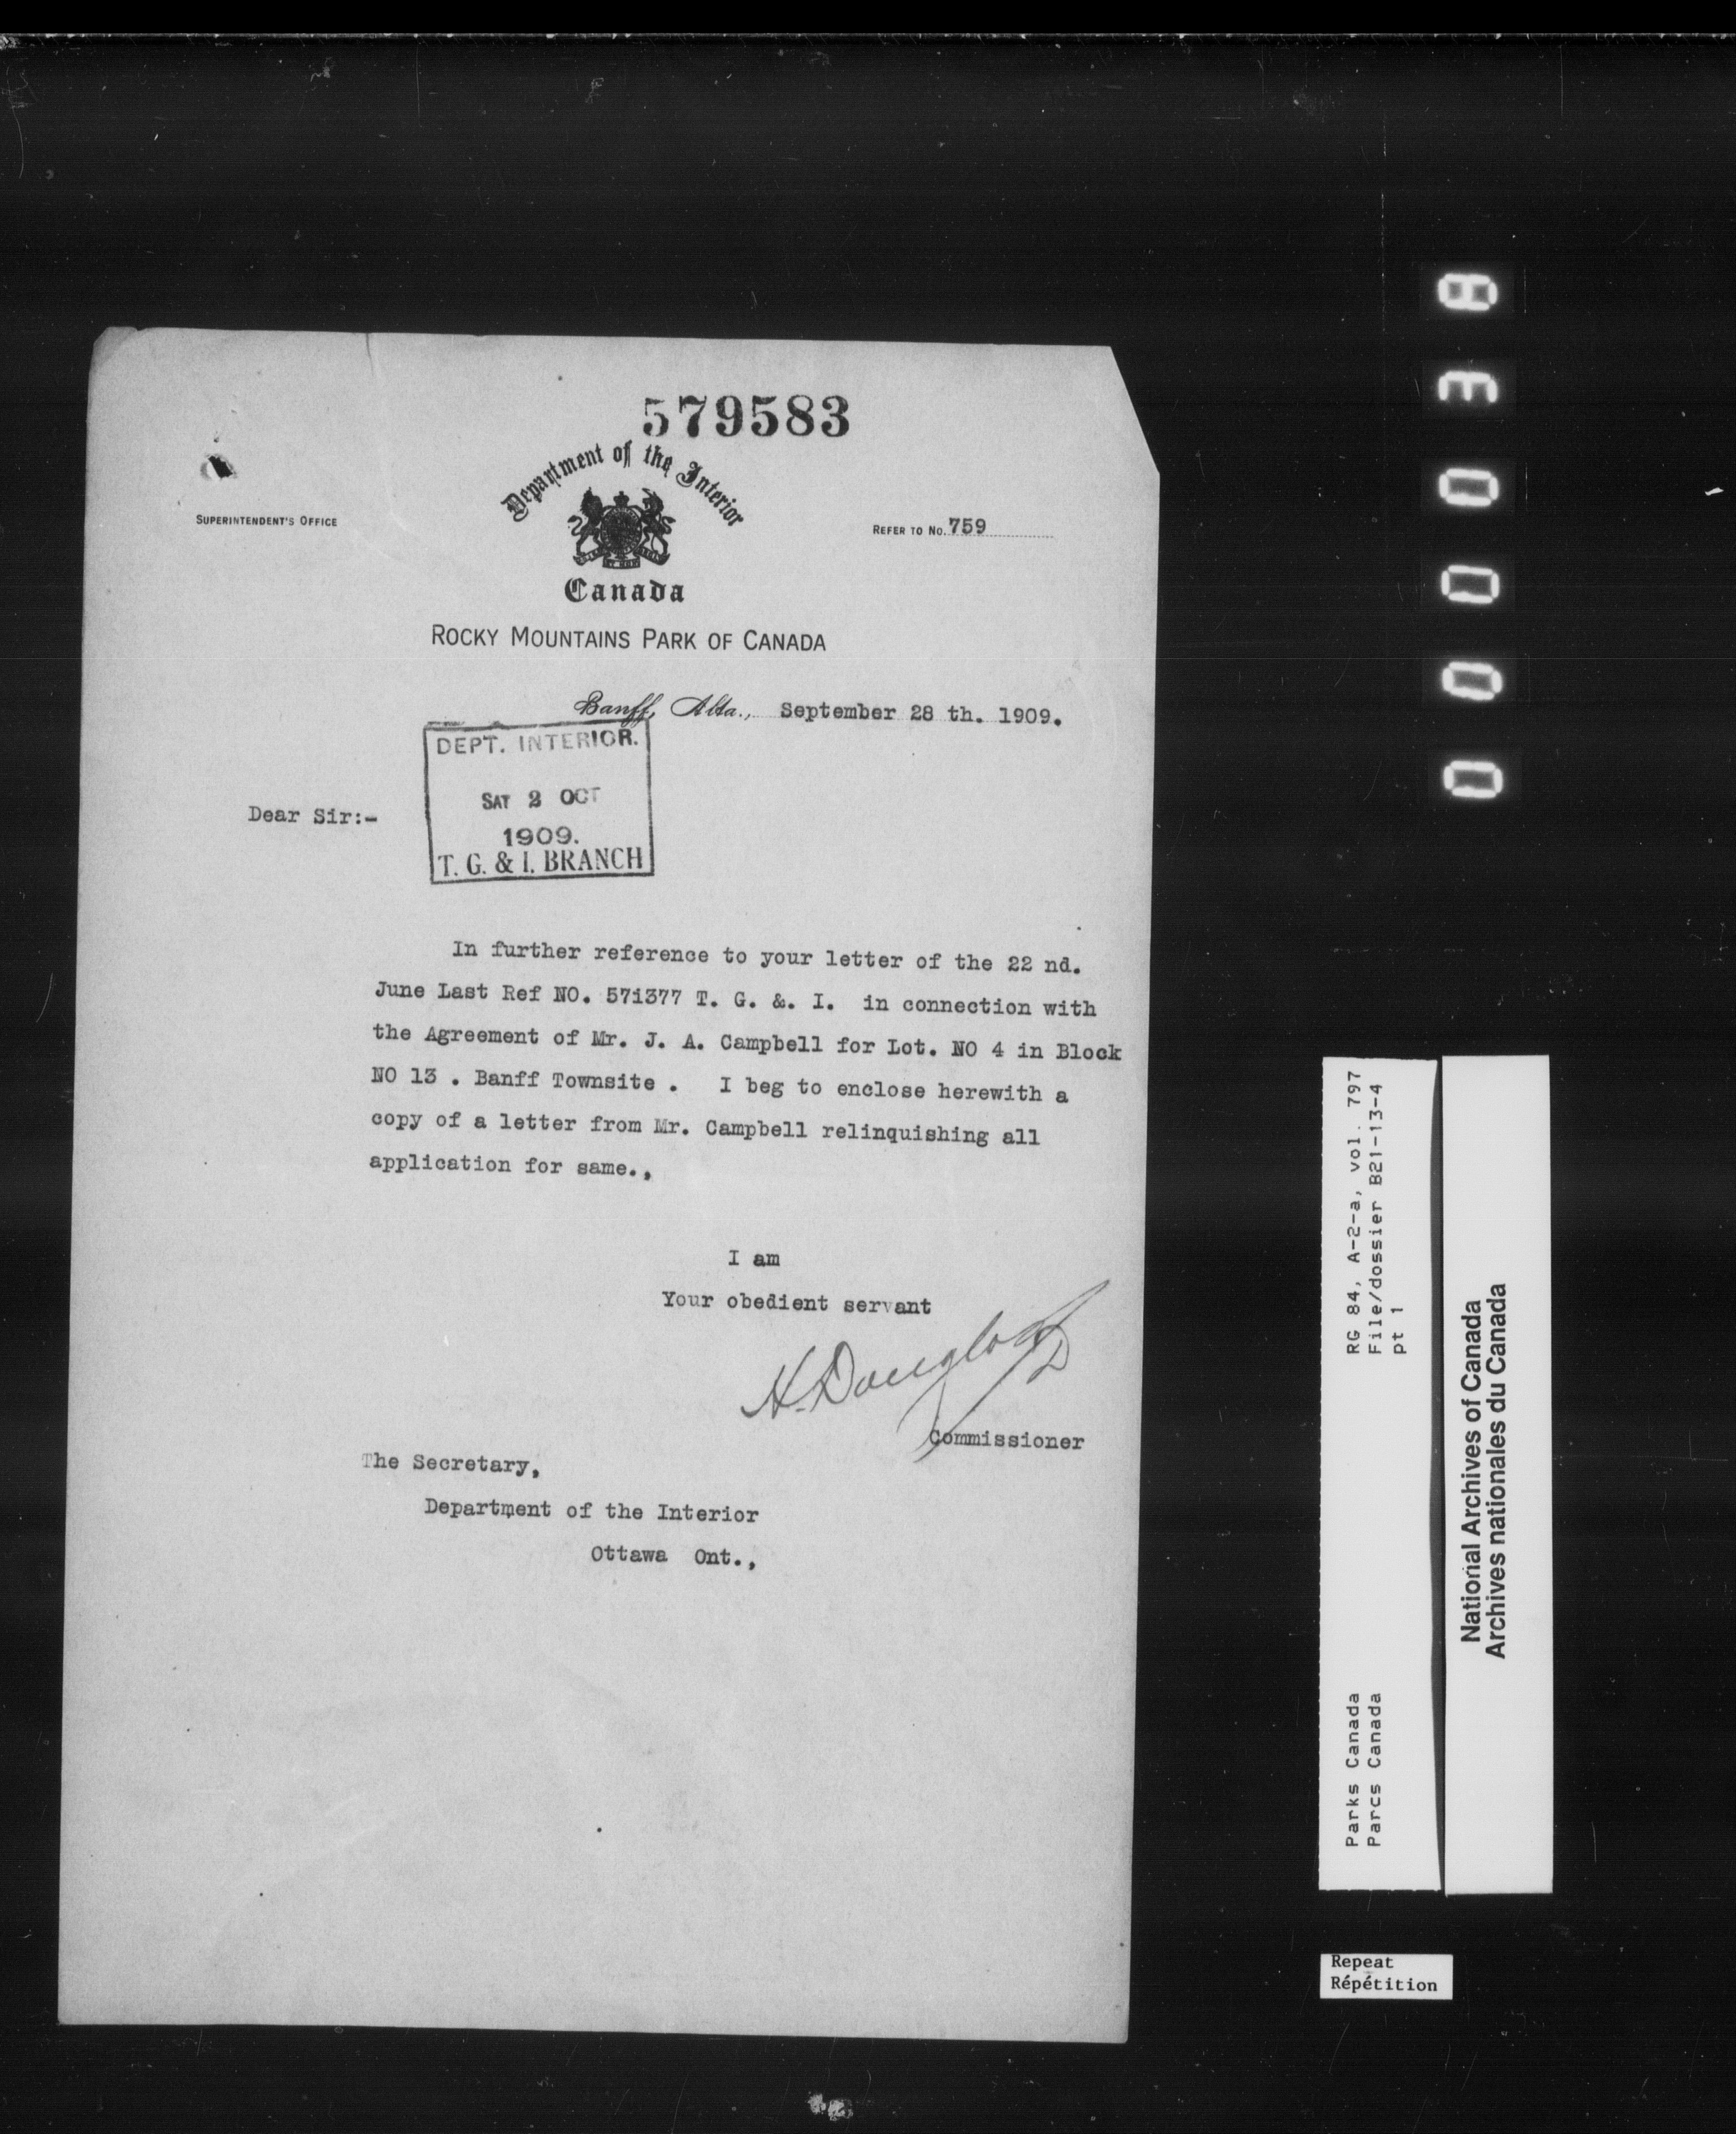 579583
Department of the Interior
SUPERINTENDENT'S OFFICE
REFER TO No. 759
Canada
ROCKY MOUNTAINS PARK OF CANADA
Banff, Alta., September 28 th. 1909.
DEPT. INTERIOR.
SAT 2 OCT
1909.
T. G. & I. BRANCH
Dear Sir:-
In further reference to your letter of the 22 nd.
June Last Ref NO. 571377 T. G. &. I. in connection with
the Agreement of Mr. J. A. Campbell for Lot. NO 4 in Block
NO 13 . Banff Townsite . I beg to enclose herewith a
copy of a letter from Mr. Campbell relinquishing all
application for same.,
I am
Your obedient servant
H. Douglas
D
Commissioner
The Secretary,
Department of the Interior
Ottawa Ont.,
000038
RG 84, A-2-a, vol. 797
File/dossier B21-13-4
pt 1
Parks Canada
Parcs Canada
National Archives of Canada
Archives nationales du Canada
Repeat
Répétition